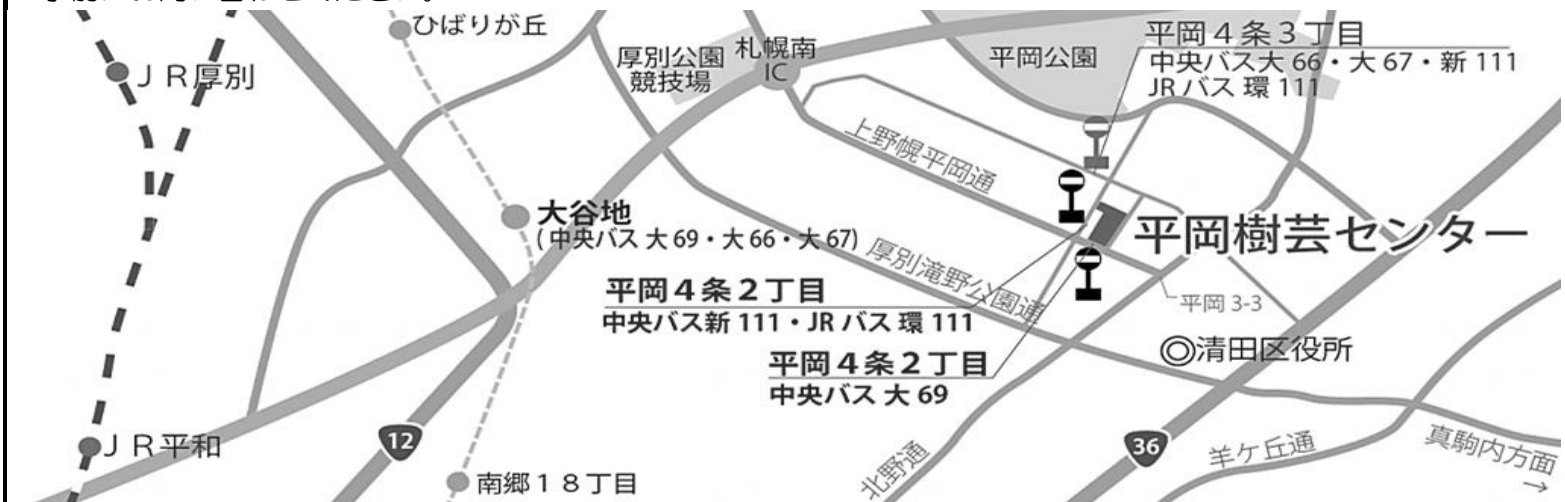 ひばりが丘
ＪＲ厚別
厚別公園
競技場
札幌南
IC
平岡公園
平岡４条３丁目
中央バス大 66・大 67・新 111
JR バス 環 111
上野幌平岡通
大谷地
(中央バス 大 69・大 66・大 67)
厚別滝野公園通
平岡樹芸センター
平岡４条２丁目
中央バス新 111・JR バス 環 111
平岡 3-3
清田区役所
平岡４条２丁目
中央バス 大 69
ＪＲ平和
12
南郷１８丁目
北野通
36
羊ケ丘通
真駒内方面
→